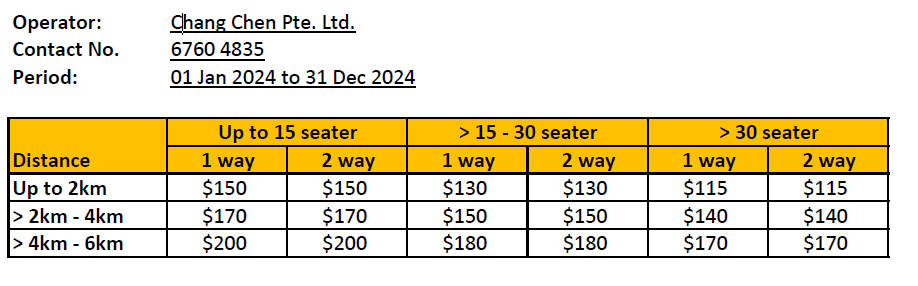 Operator: Chang Chen Pte. Ltd.
Contact No. 6760 4835
Period: 01 Jan 2024 to 31 Dec 2024
Up to 15 seater > 15 - 30 seater > 30 seater
Distance 1 way 2 way 1 way 2 way 1 way 2 way
Up to 2km $150 $150 $130 $130 $115 $115
> 2km - 4km $170 $170 $150 $150 $140 $140
> 4km - 6km $200 $200 $180 $180 $170 $170